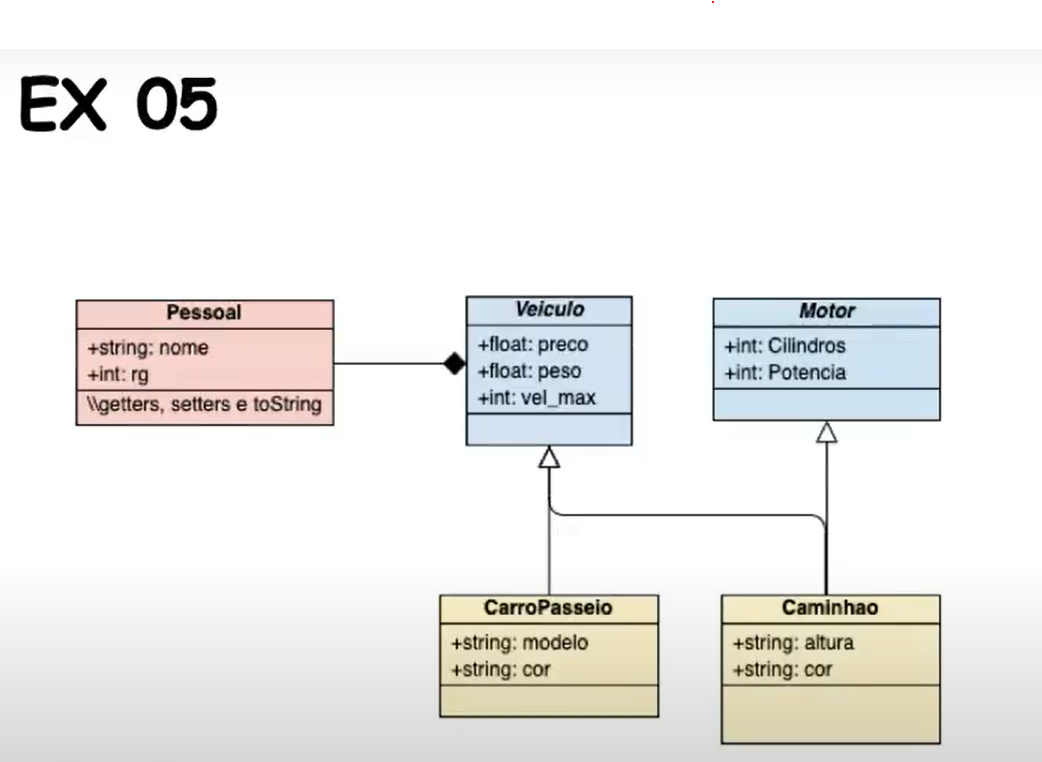 EX 05
Pessoal
+string: nome
+int: rg
\\getters, setters e toString
Veiculo
+float: preco
+float: peso
+int: vel_max
Motor
+int: Cilindros
+int: Potencia
CarroPasseio
+string: modelo
+string: cor
Caminhao
+string: altura
+string: cor